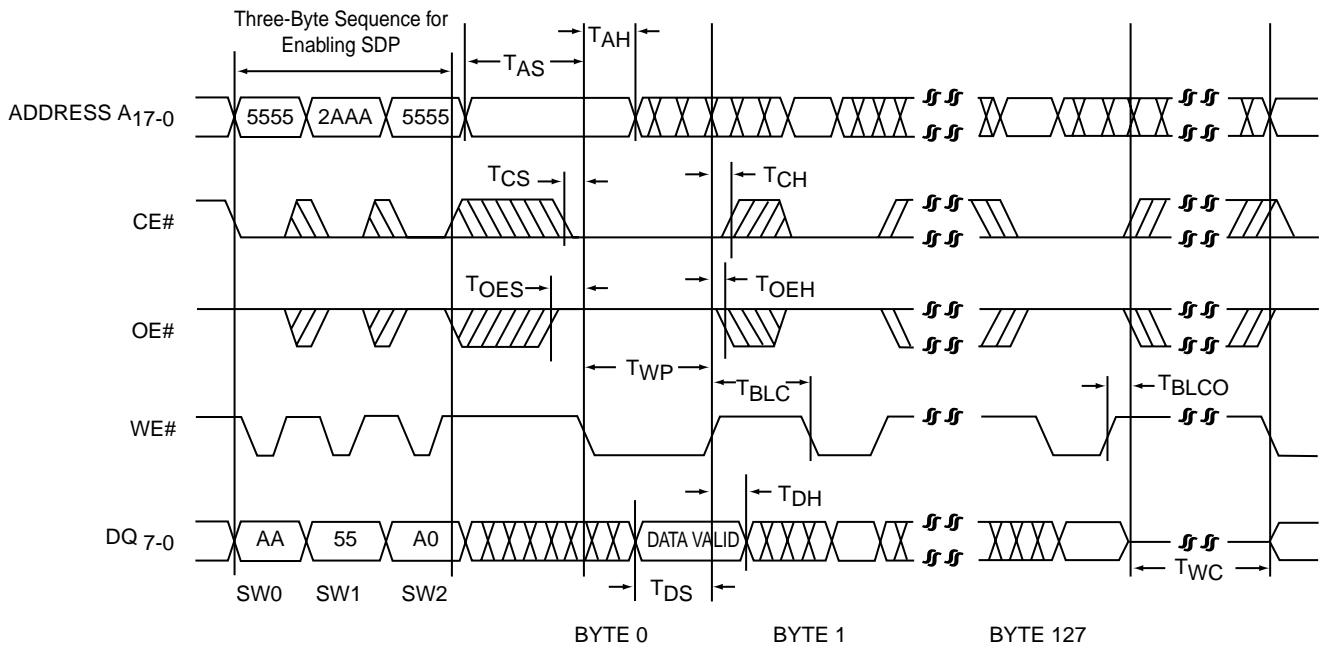 Three-Byte Sequence for
Enabling SDP
TAH
TAS
ADDRESS A17-0
5555
2AAA
5555
TCS
TCH
CE#
TOES
TOEH
OE#
TWP
TBLC
TBLCO
WE#
TDH
DQ 7-0
AA
55
A0
DATA VALID
TWC
SW0
SW1
SW2
TDS
BYTE 0
BYTE 1
BYTE 127